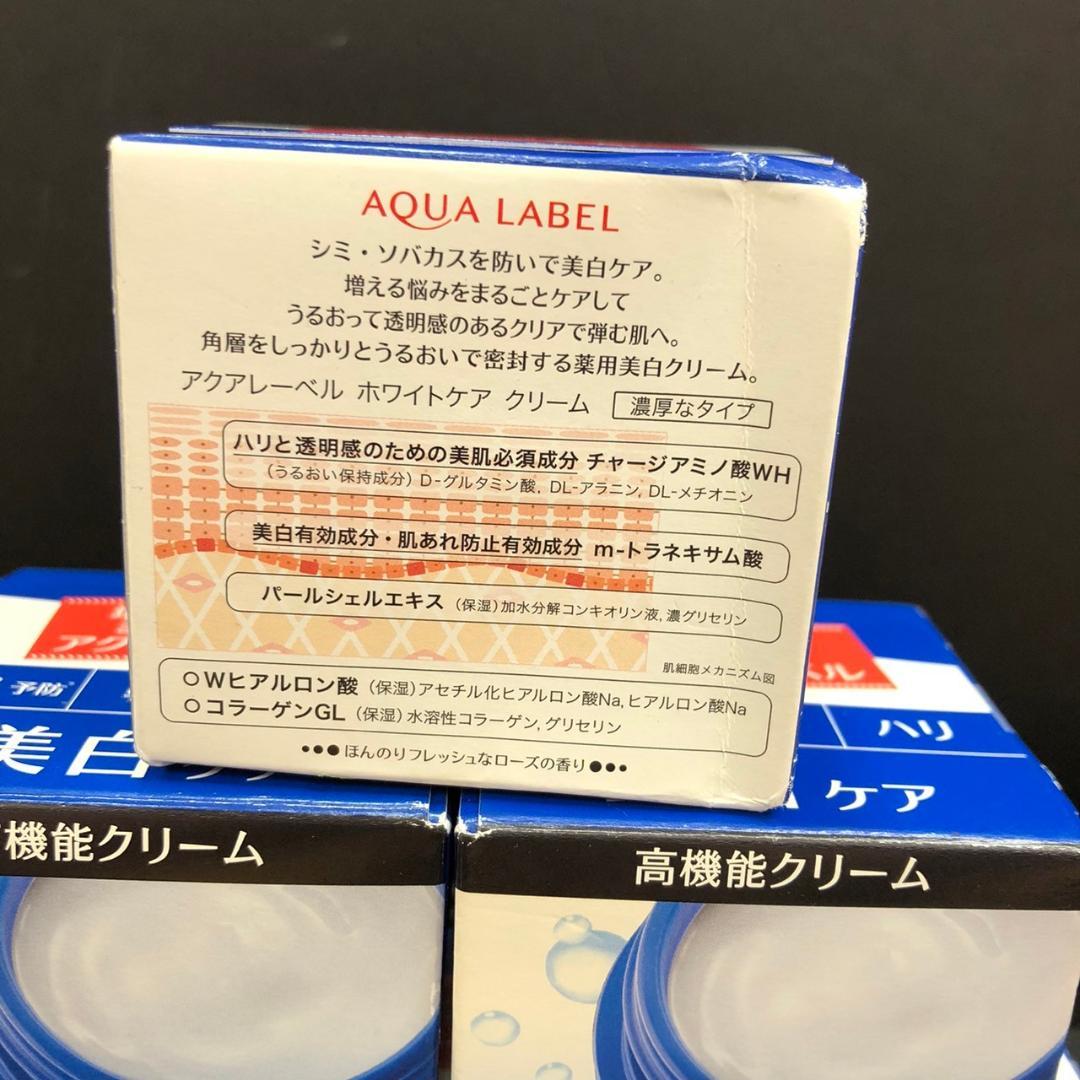 AQUA LABEL
シミ・ソバカスを防いで美白ケア。
増える悩みをまるごとケアして
うるおって透明感のあるクリアで弾む肌へ。
角層をしっかりとうるおいで密封する薬用美白クリーム。
アクアレーベル ホワイトケア クリーム 濃厚なタイプ
ハリと透明感のための美肌必須成分 チャージアミノ酸WH
(うるおい保持成分) D-グルタミン酸, DL-アラニン, DL-メチオニン
美白有効成分・肌あれ防止有効成分 m-トラネキサム酸
パールシェルエキス (保湿)加水分解コンキオリン液, 濃グリセリン
肌細胞メカニズム図
○Wヒアルロン酸 (保湿)アセチル化ヒアルロン酸Na, ヒアルロン酸Na
○コラーゲンGL (保湿)水溶性コラーゲン, グリセリン
●●●ほんのりフレッシュなローズの香り●●●
アク
ベル
予防
ハリ
美白
ケア
機能クリーム
高機能クリーム